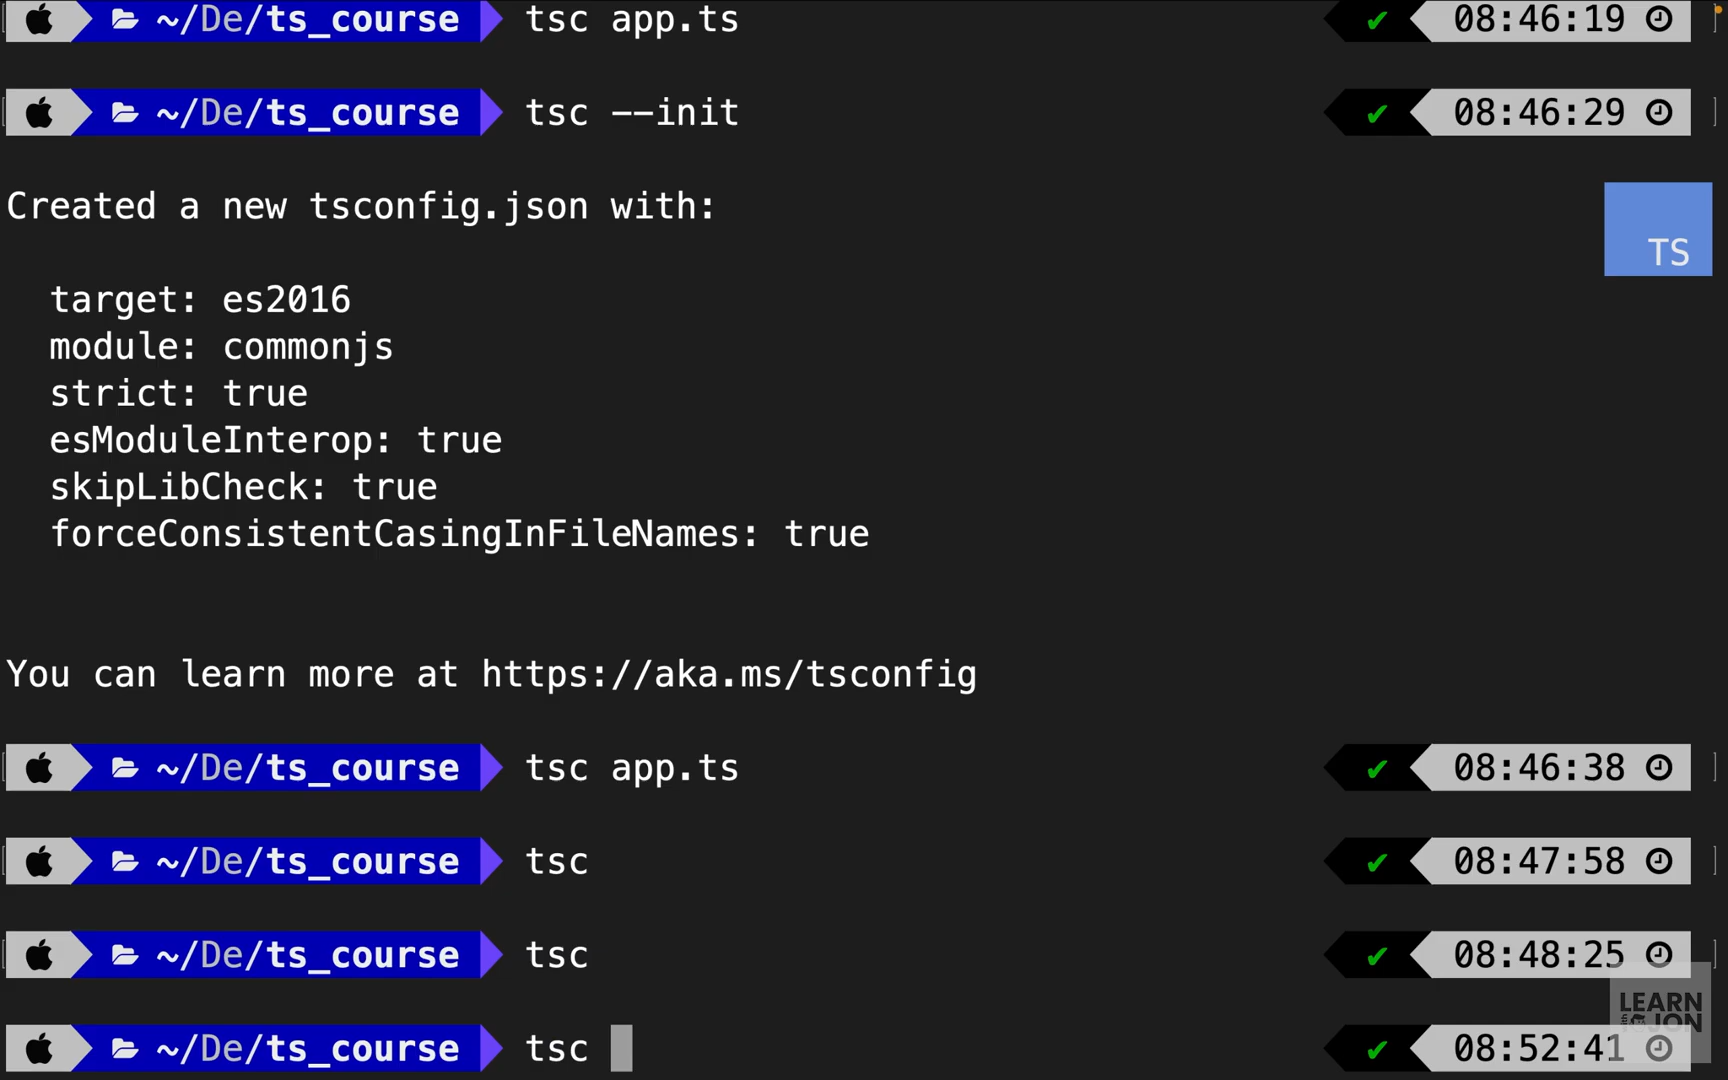 ~/De/ts_course tsc app.ts ✔ 08:46:19
~/De/ts_course tsc --init ✔ 08:46:29
Created a new tsconfig.json with:
TS
target: es2016
module: commonjs
strict: true
esModuleInterop: true
skipLibCheck: true
forceConsistentCasingInFileNames: true
You can learn more at https://aka.ms/tsconfig
~/De/ts_course tsc app.ts ✔ 08:46:38
~/De/ts_course tsc ✔ 08:47:58
~/De/ts_course tsc ✔ 08:48:25
LEARN
JON
~/De/ts_course tsc ✔ 08:52:41